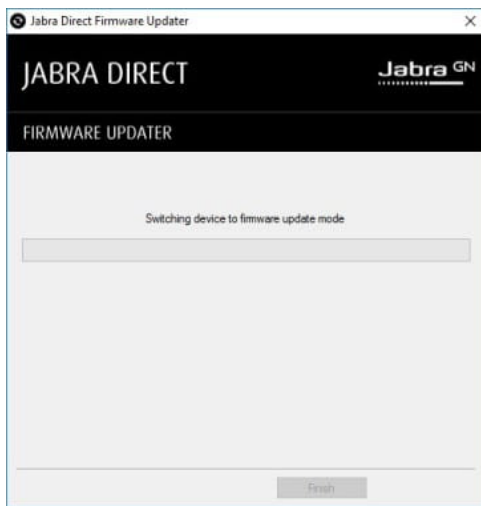 Jabra Direct Firmware Updater
JABRA DIRECT
Jabra GN
FIRMWARE UPDATER
Switching device to firmware update mode
Finish